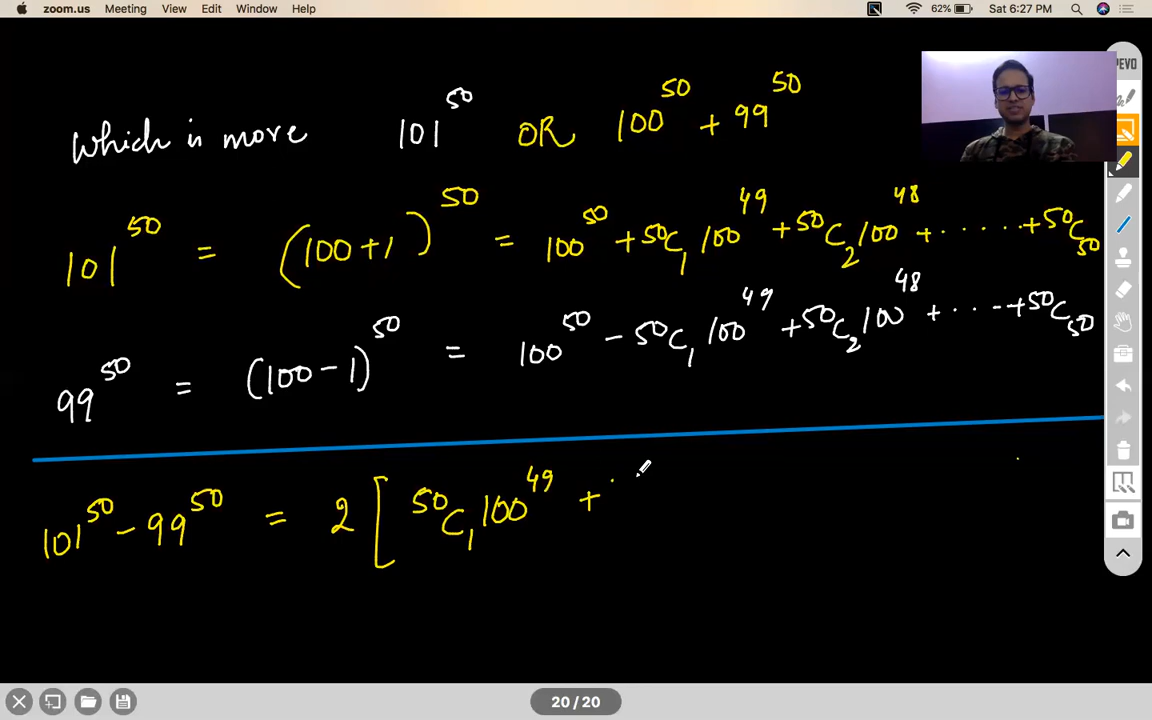 zoom.us Meeting View Edit Window Help 62% Sat 6:27 PM
IPEVO
Which is more 101^50 OR 100^50 + 99^50
101^50 = (100+1)^50 = 100^50 + 50C₁ 100^49 + 50C₂ 100^48 + ...... + 50C₅₀
99^50 = (100-1)^50 = 100^50 - 50C₁ 100^49 + 50C₂ 100^48 + ..... + 50C₅₀
101^50 - 99^50 = 2 [ 50C₁ 100^49 + ·
20 / 20